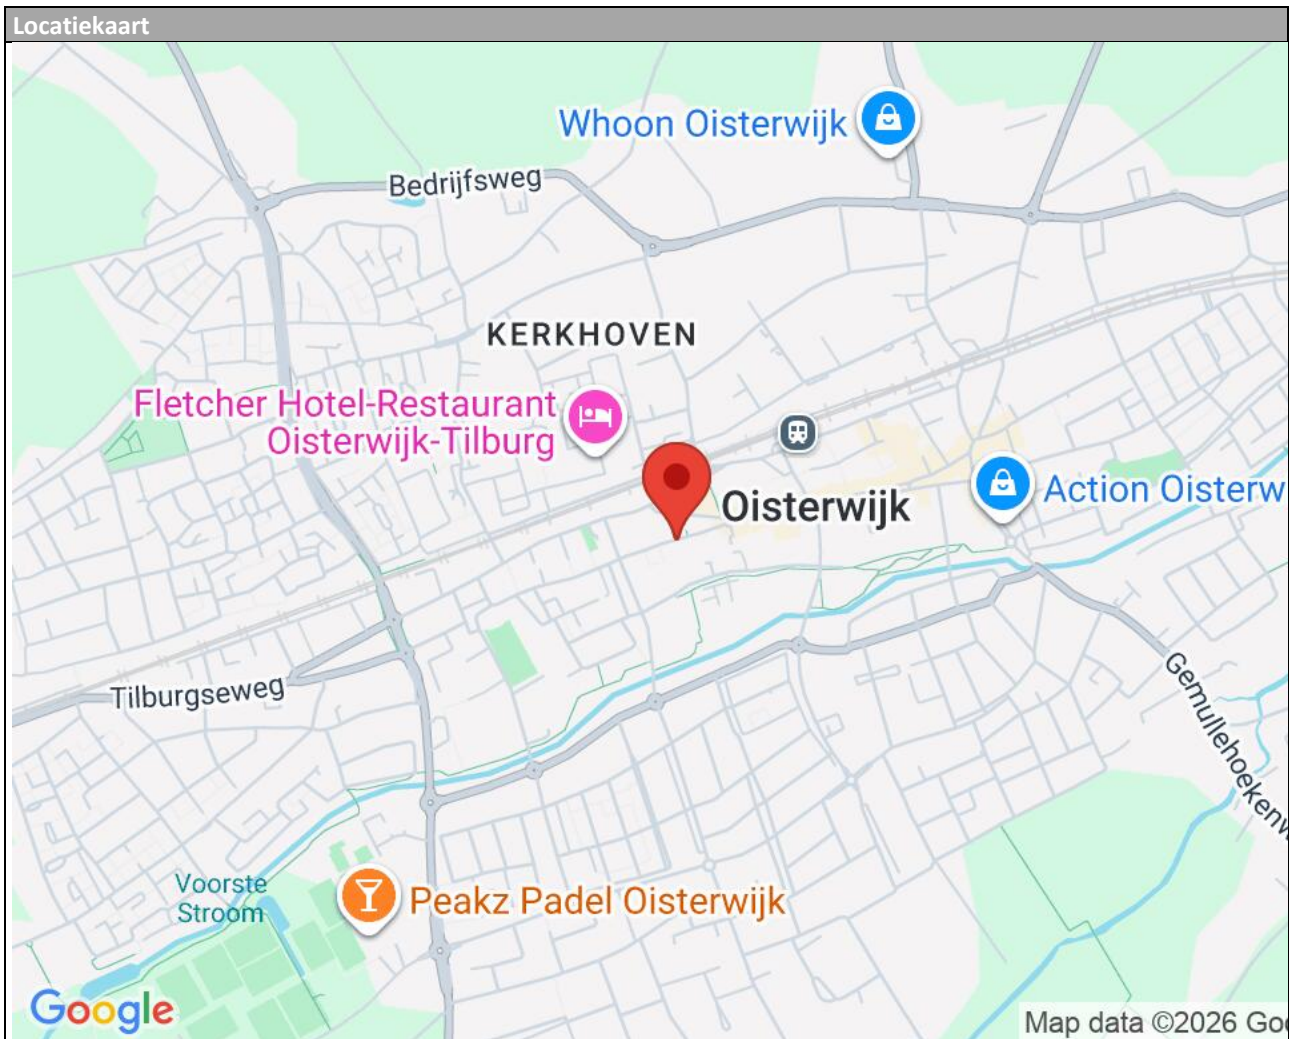 Locatiekaart
Whoon Oisterwijk
Bedrijfsweg
KERKHOVEN
Fletcher Hotel-Restaurant
Oisterwijk-Tilburg
Oisterwijk
Action Oisterw
Tilburgseweg
Gemullehoekenw
Voorste
Stroom
Peakz Padel Oisterwijk
Google
Map data ©2026 Goo